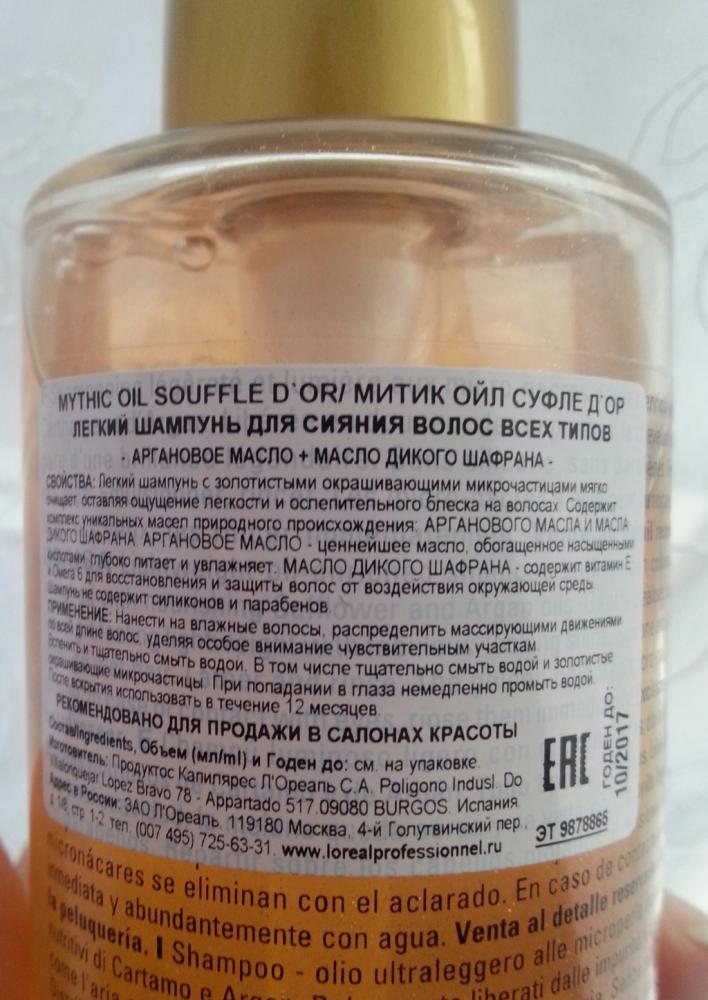 MYTHIC OIL SOUFFLE D`OR/ МИТИК ОЙЛ СУФЛЕ Д`ОР
ЛЕГКИЙ ШАМПУНЬ ДЛЯ СИЯНИЯ ВОЛОС ВСЕХ ТИПОВ
- АРГАНОВОЕ МАСЛО + МАСЛО ДИКОГО ШАФРАНА -
СВОЙСТВА: Легкий шампунь с золотистыми окрашивающими микрочастицами мягко
очищает, оставляя ощущение легкости и ослепительного блеска на волосах. Содержит
комплекс уникальных масел природного происхождения: АРГАНОВОГО МАСЛА И МАСЛА
ДИКОГО ШАФРАНА. АРГАНОВОЕ МАСЛО - ценнейшее масло, обогащенное насыщенными
кислотами, глубоко питает и увлажняет. МАСЛО ДИКОГО ШАФРАНА - содержит витамин Е
и Омега 6 для восстановления и защиты волос от воздействия окружающей среды.
Шампунь не содержит силиконов и парабенов.
ПРИМЕНЕНИЕ: Нанести на влажные волосы, распределить массирующими движениями
по всей длине волос, уделяя особое внимание чувствительным участкам.
Вспенить и тщательно смыть водой. В том числе тщательно смыть водой и золотистые
окрашивающие микрочастицы. При попадании в глаза немедленно промыть водой.
После вскрытия использовать в течение 12 месяцев.
РЕКОМЕНДОВАНО ДЛЯ ПРОДАЖИ В САЛОНАХ КРАСОТЫ
Состав/Ingredients, Объем (мл/ml) и Годен до: см. на упаковке.
Изготовитель: Продуктос Капилярес Л'Ореаль С.А. Poligono Indusl. Do
Villalonquejar Lopez Bravo 78 - Appartado 517.09080 BURGOS. Испания.
Адрес в России: ЗАО Л'Ореаль, 119180 Москва, 4-й Голутвинский пер.,
д. 1/8, стр. 1-2. тел. (007 495) 725-63-31. www.lorealprofessionnel.ru
EAC
ГОДЕН ДО:
10/2017
ЭТ 9878865
micronácares se eliminan con el aclarado. En caso de
inmediata y abundantemente con agua. Venta al detalle
la peluquería. I Shampoo - olio ultraleggero alle
nutritivi di Cartamo e liberati dalle
come l'aria